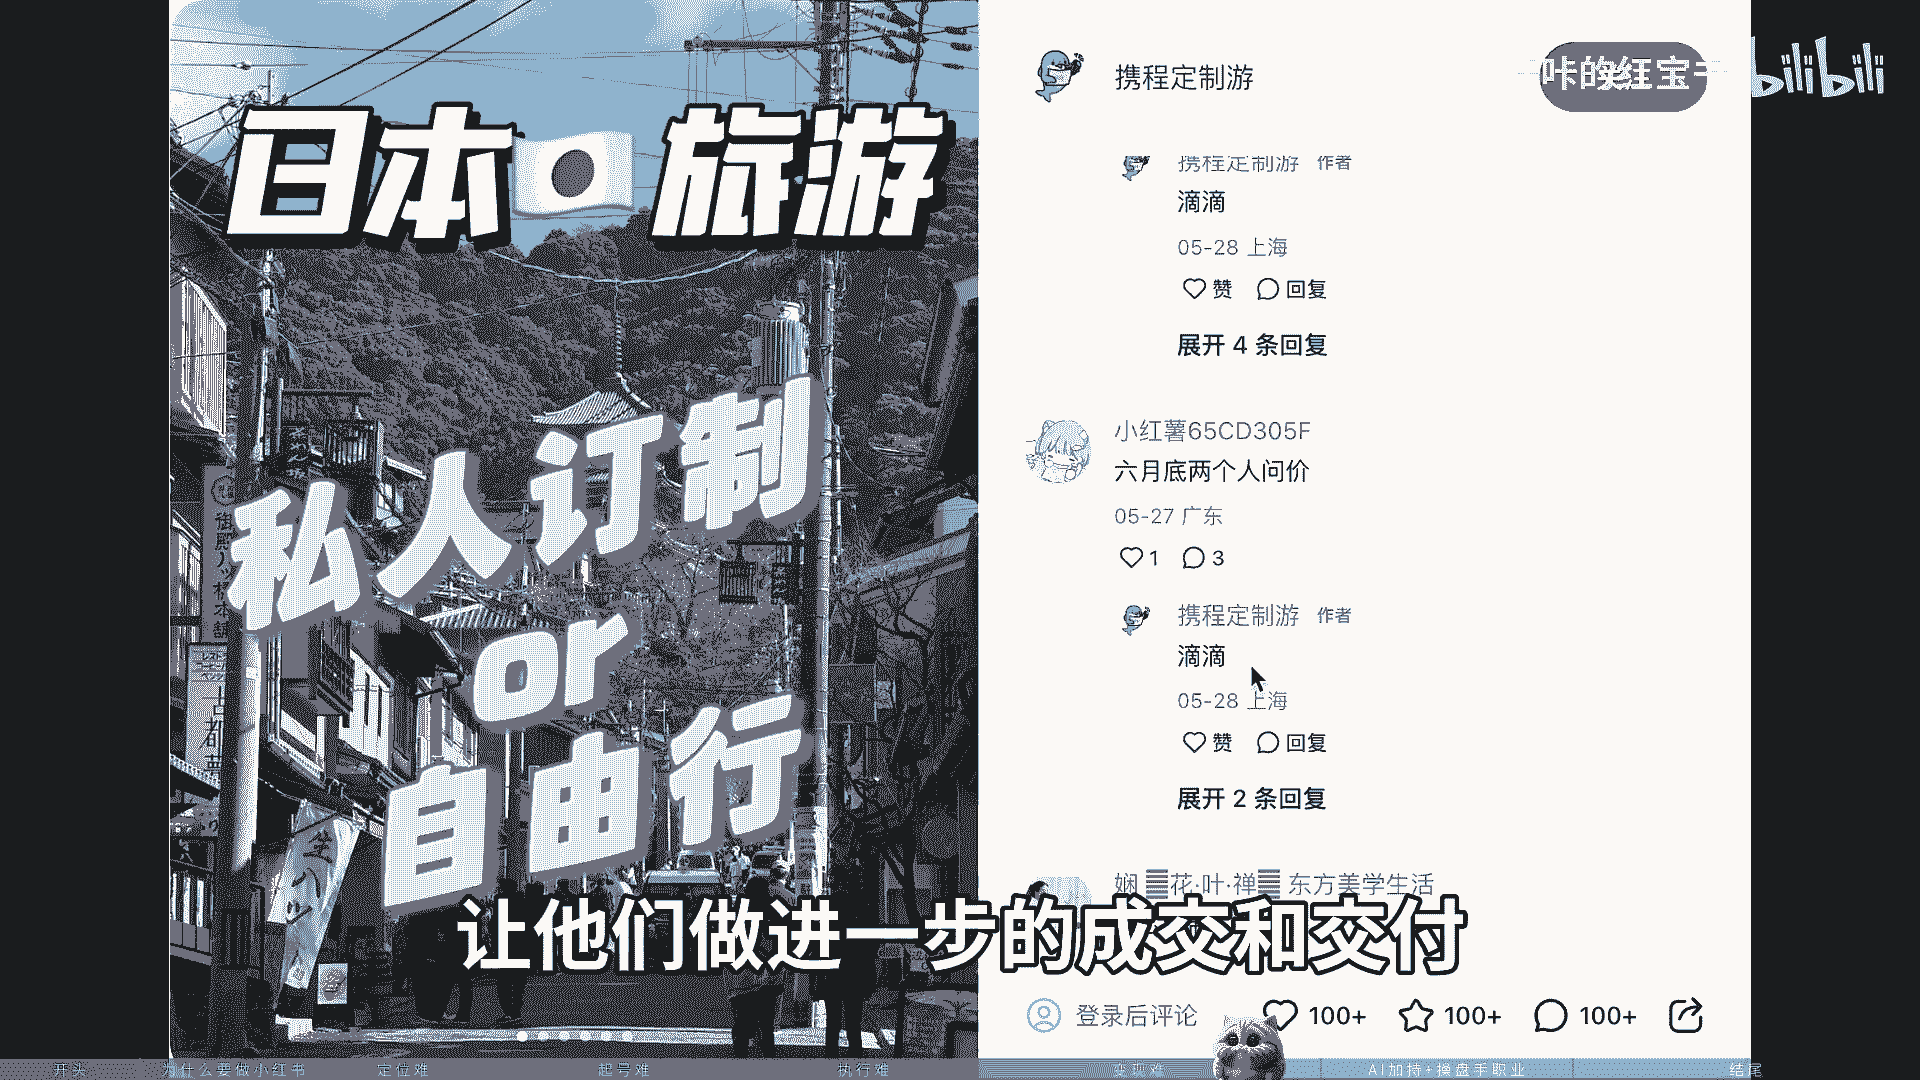 日本 旅游
私人订制
or
自由行
古都
生八ツ
携程定制游
bilibili
携程定制游 作者
滴滴
05-28 上海
赞 回复
展开 4 条回复
小红薯65CD305F
六月底两个人问价
05-27 广东
1 3
携程定制游 作者
滴滴
05-28 上海
赞 回复
展开 2 条回复
娴 花·叶·禅 东方美学生活
让他们做进一步的成交和交付
登录后评论 100+ 100+ 100+
开头 为什么要做小红书 定位难 起号难 执行难 变现难 AI加持+操盘手职业 结尾